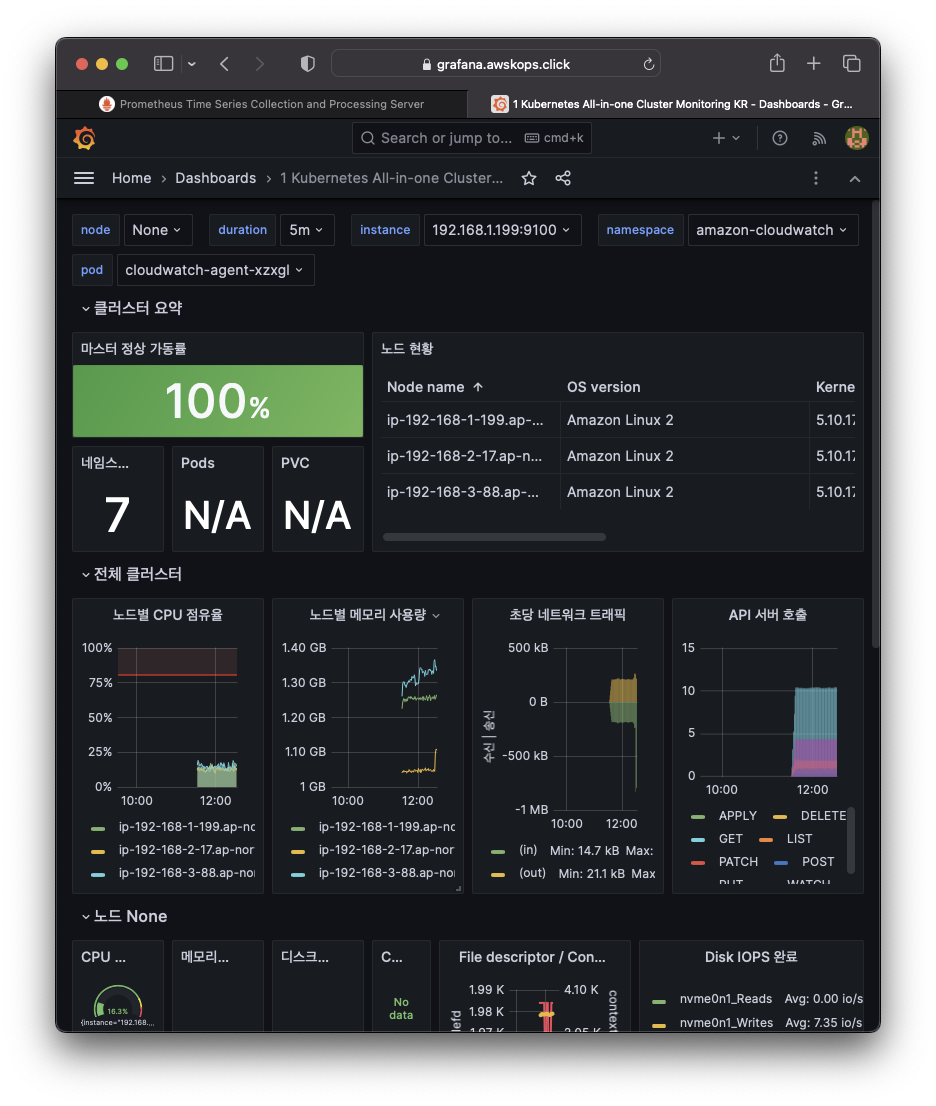 grafana.awskops.click
Prometheus Time Series Collection and Processing Server
1 Kubernetes All-in-one Cluster Monitoring KR - Dashboards - Gr...
Search or jump to... cmd+k
Home › Dashboards › 1 Kubernetes All-in-one Cluster...
node None duration 5m instance 192.168.1.199:9100 namespace amazon-cloudwatch
pod cloudwatch-agent-xzxgl
클러스터 요약
마스터 정상 가동률
100%
노드 현황
Node name OS version Kerne
ip-192-168-1-199.ap-... Amazon Linux 2 5.10.17
ip-192-168-2-17.ap-n... Amazon Linux 2 5.10.17
ip-192-168-3-88.ap-... Amazon Linux 2 5.10.17
네임스... Pods PVC
7 N/A N/A
전체 클러스터
노드별 CPU 점유율
100%
75%
50%
25%
0%
10:00 12:00
ip-192-168-1-199.ap-nor
ip-192-168-2-17.ap-nor
ip-192-168-3-88.ap-nor
노드별 메모리 사용량
1.40 GB
1.30 GB
1.20 GB
1.10 GB
1 GB
10:00 12:00
ip-192-168-1-199.ap-nor
ip-192-168-2-17.ap-nor
ip-192-168-3-88.ap-nor
초당 네트워크 트래픽
수신 | 송신
500 kB
0 B
-500 kB
-1 MB
10:00 12:00
(in) Min: 14.7 kB Max:
(out) Min: 21.1 kB Max
API 서버 호출
15
10
5
0
10:00 12:00
APPLY DELETE
GET LIST
PATCH POST
PUT WATCH
노드 None
CPU ...
16.3%
{instance="192.168....
메모리...
디스크...
C...
No data
File descriptor / Con...
1.99 K 4.10 K
1.98 K
1.97 K 3.95 K
context
Disk IOPS 완료
nvme0n1_Reads Avg: 0.00 io/s
nvme0n1_Writes Avg: 7.35 io/s